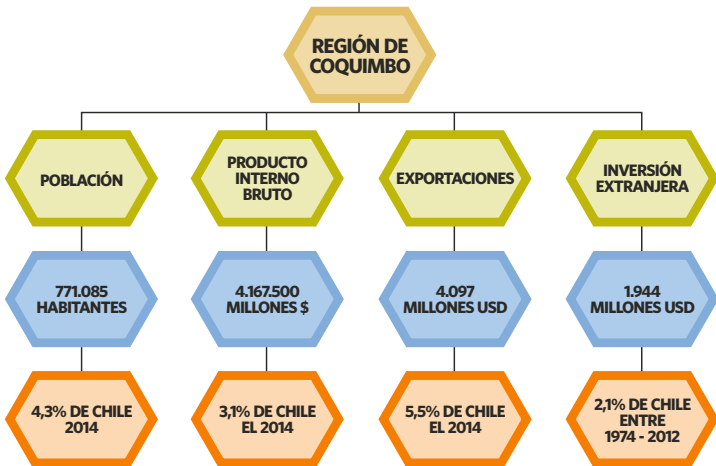 REGIÓN DE
COQUIMBO
POBLACIÓN
PRODUCTO
INTERNO
BRUTO
EXPORTACIONES
INVERSIÓN
EXTRANJERA
771.085
HABITANTES
4.167.500
MILLONES $
4.097
MILLONES USD
1.944
MILLONES USD
4,3% DE CHILE
2014
3,1% DE CHILE
EL 2014
5,5% DE CHILE
EL 2014
2,1% DE CHILE
ENTRE
1974 - 2012